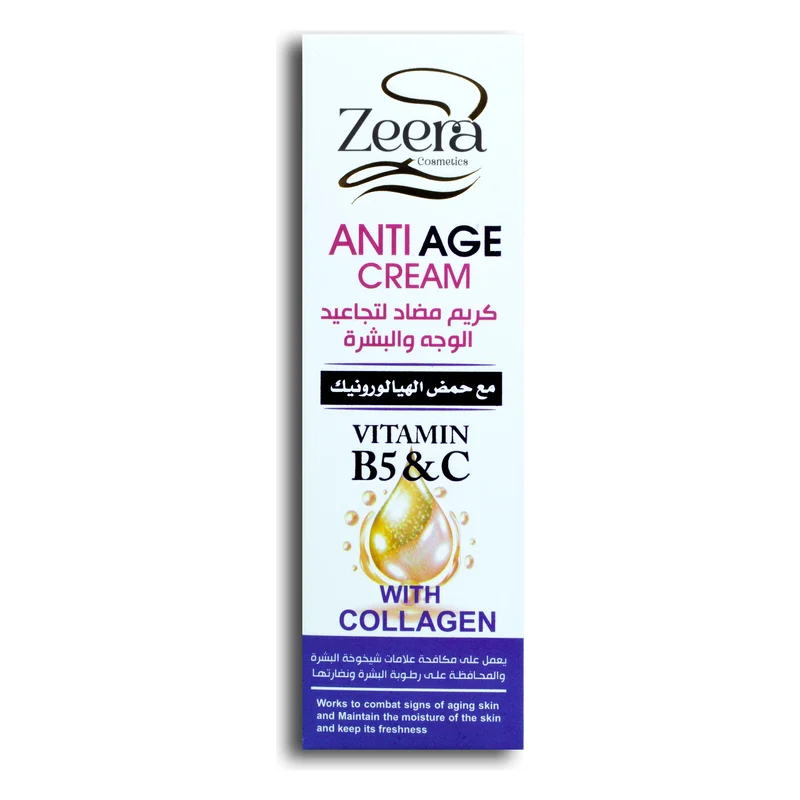 Zeera
Cosmetics
ANTI AGE
CREAM
كريم مضاد لتجاعيد
الوجه والبشرة
مع حمض الهيالورونيك
VITAMIN
B5 & C
WITH
COLLAGEN
يعمل على مكافحة علامات شيخوخة البشرة
والمحافظة على رطوبة البشرة ونضارتها
Works to combat signs of aging skin
and Maintain the moisture of the skin
and keep its freshness